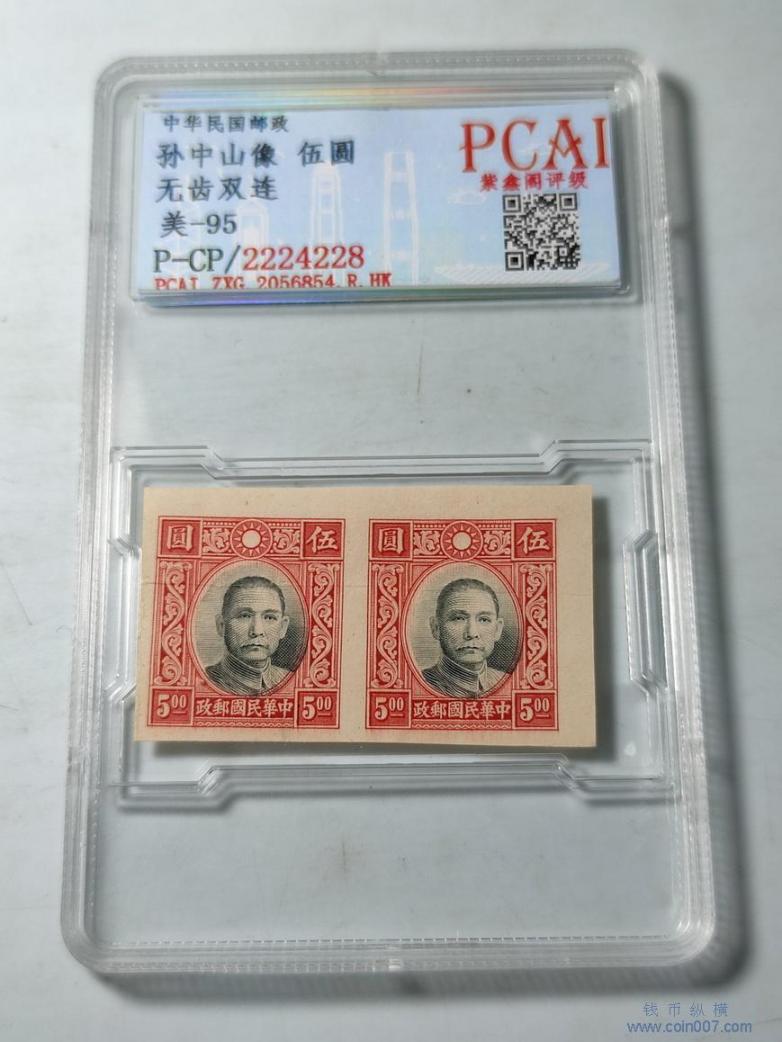 中华民国邮政
孙中山像 伍圆
无齿双连
美-95
P-CP/2224228
PCAI ZXG 2056854.R.HK
PCAI
紫鑫阁评级
圓 伍
5.00 政郵國民華中 5.00
圓 伍
5.00 政郵國民華中 5.00
钱币纵横
www.coin007.com